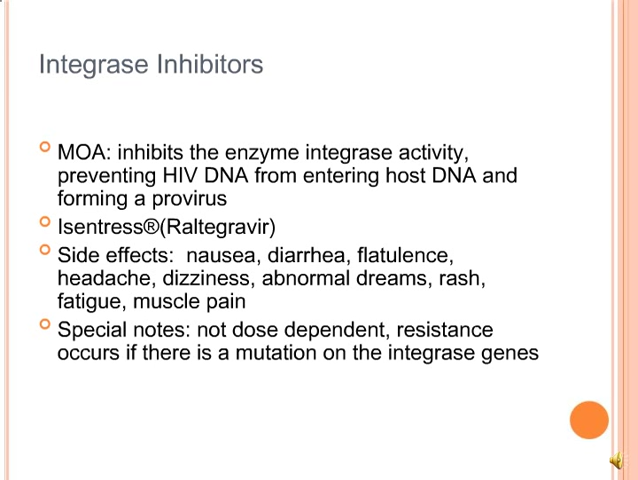 Integrase Inhibitors
MOA: inhibits the enzyme integrase activity,
preventing HIV DNA from entering host DNA and
forming a provirus
Isentress®(Raltegravir)
Side effects:  nausea, diarrhea, flatulence,
headache, dizziness, abnormal dreams, rash,
fatigue, muscle pain
Special notes: not dose dependent, resistance
occurs if there is a mutation on the integrase genes